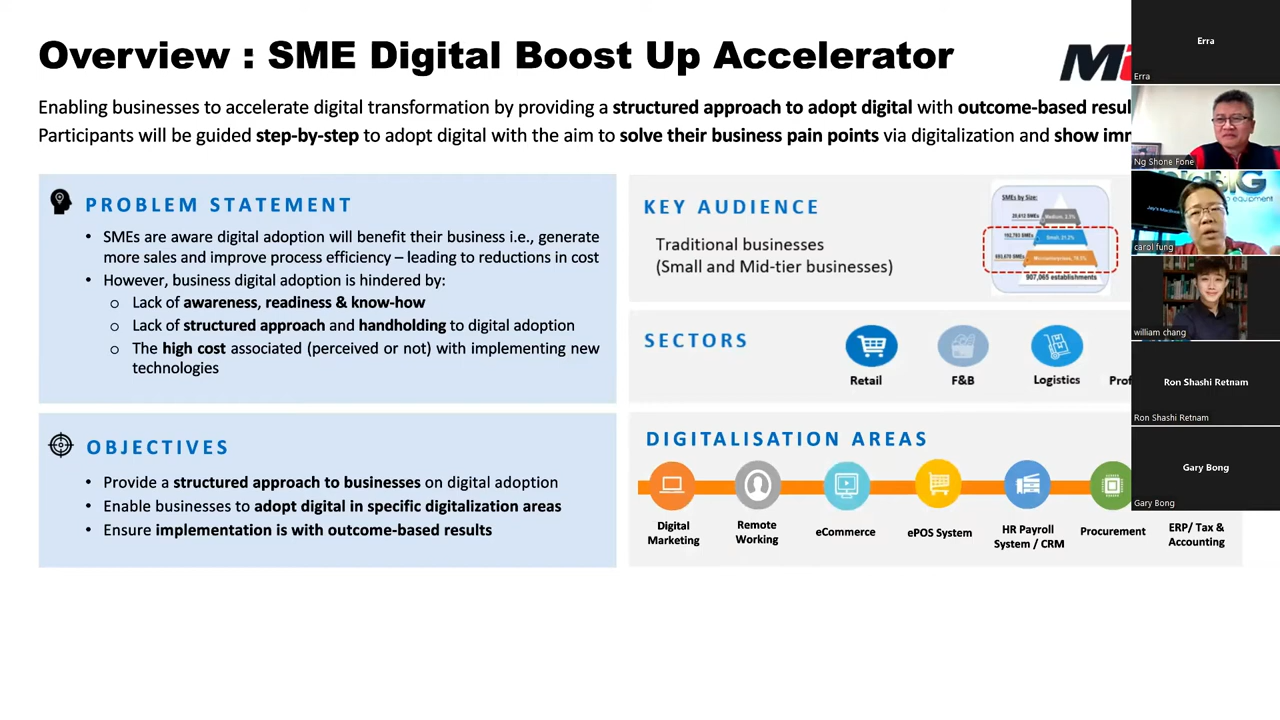 Overview : SME Digital Boost Up Accelerator
Enabling businesses to accelerate digital transformation by providing a structured approach to adopt digital with outcome-based resul
Participants will be guided step-by-step to adopt digital with the aim to solve their business pain points via digitalization and show imm
PROBLEM STATEMENT
• SMEs are aware digital adoption will benefit their business i.e., generate
more sales and improve process efficiency – leading to reductions in cost
• However, business digital adoption is hindered by:
o Lack of awareness, readiness & know-how
o Lack of structured approach and handholding to digital adoption
o The high cost associated (perceived or not) with implementing new
technologies
OBJECTIVES
• Provide a structured approach to businesses on digital adoption
• Enable businesses to adopt digital in specific digitalization areas
• Ensure implementation is with outcome-based results
KEY AUDIENCE
Traditional businesses
(Small and Mid-tier businesses)
SMEs by Size:
907,065 establishments
SECTORS
Retail
F&B
Logistics
Prof
DIGITALISATION AREAS
Digital
Marketing
Remote
Working
eCommerce
ePOS System
HR Payroll
System / CRM
Procurement
ERP/ Tax &
Accounting
Erra
Erra
Ng Shone Fone
carol fung
william chang
Ron Shashi Retnam
Ron Shashi Retnam
Gary Bong
Gary Bong